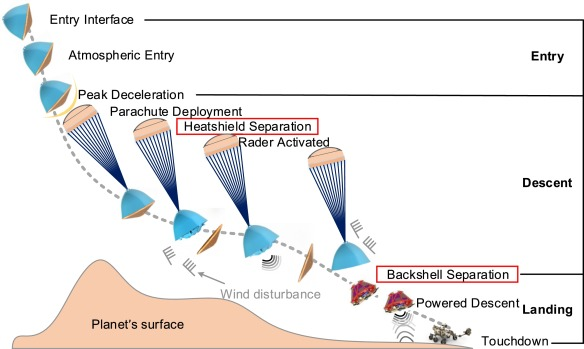 Entry Interface
Atmospheric Entry
Entry
Peak Deceleration
Parachute Deployment
Heatshield Separation
Rader Activated
Descent
Backshell Separation
Wind disturbance
Powered Descent
Landing
Planet's surface
Touchdown